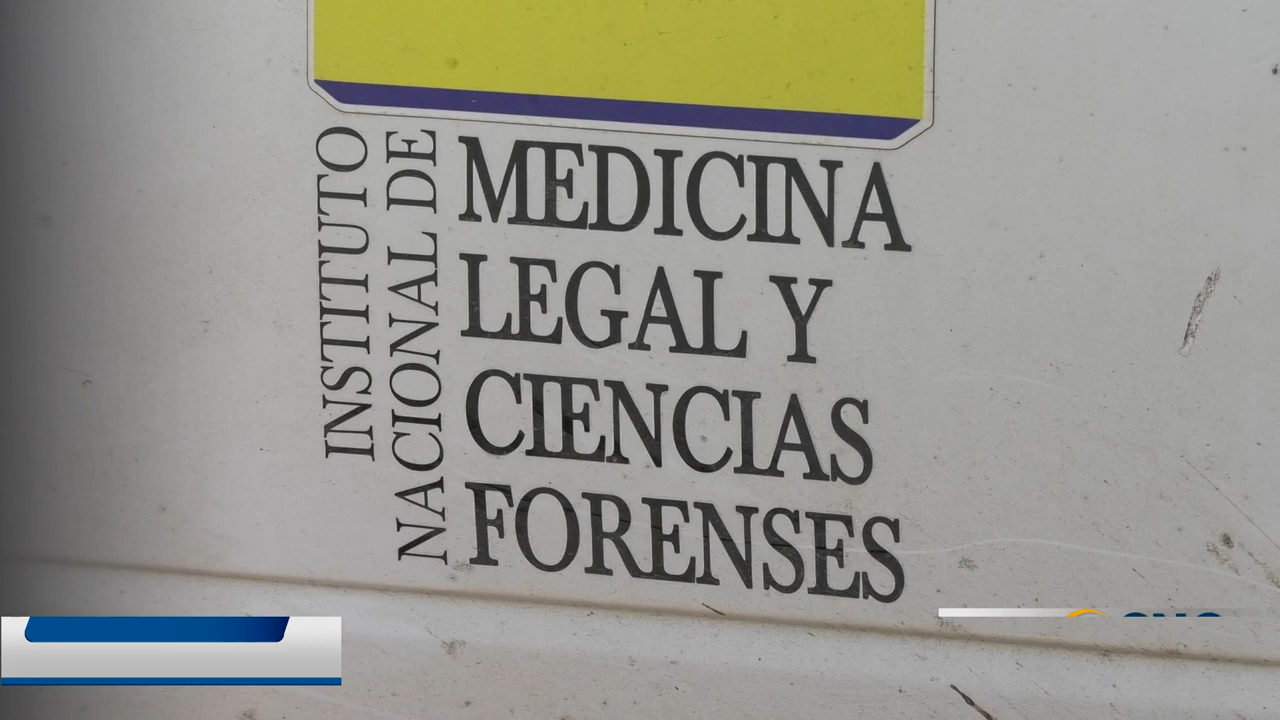 INSTITUTO
NACIONAL DE
MEDICINA
LEGAL Y
CIENCIAS
FORENSES